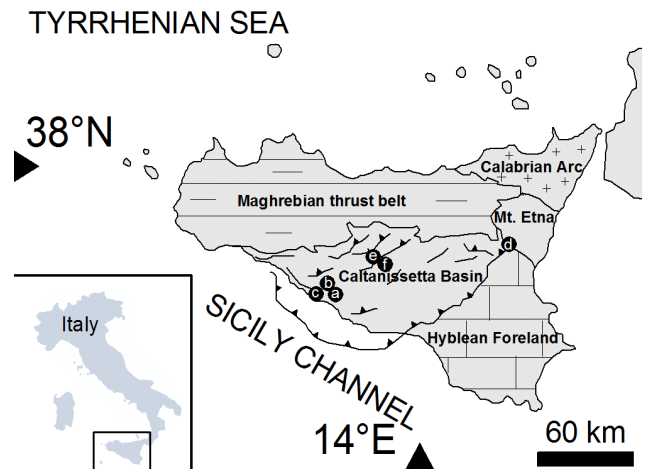 TYRRHENIAN SEA
38°N
Calabrian Arc
Maghrebian thrust belt
Mt. Etna
d
e
f
Caltanissetta Basin
b
c
a
Italy
SICILY CHANNEL
Hyblean Foreland
14°E
60 km